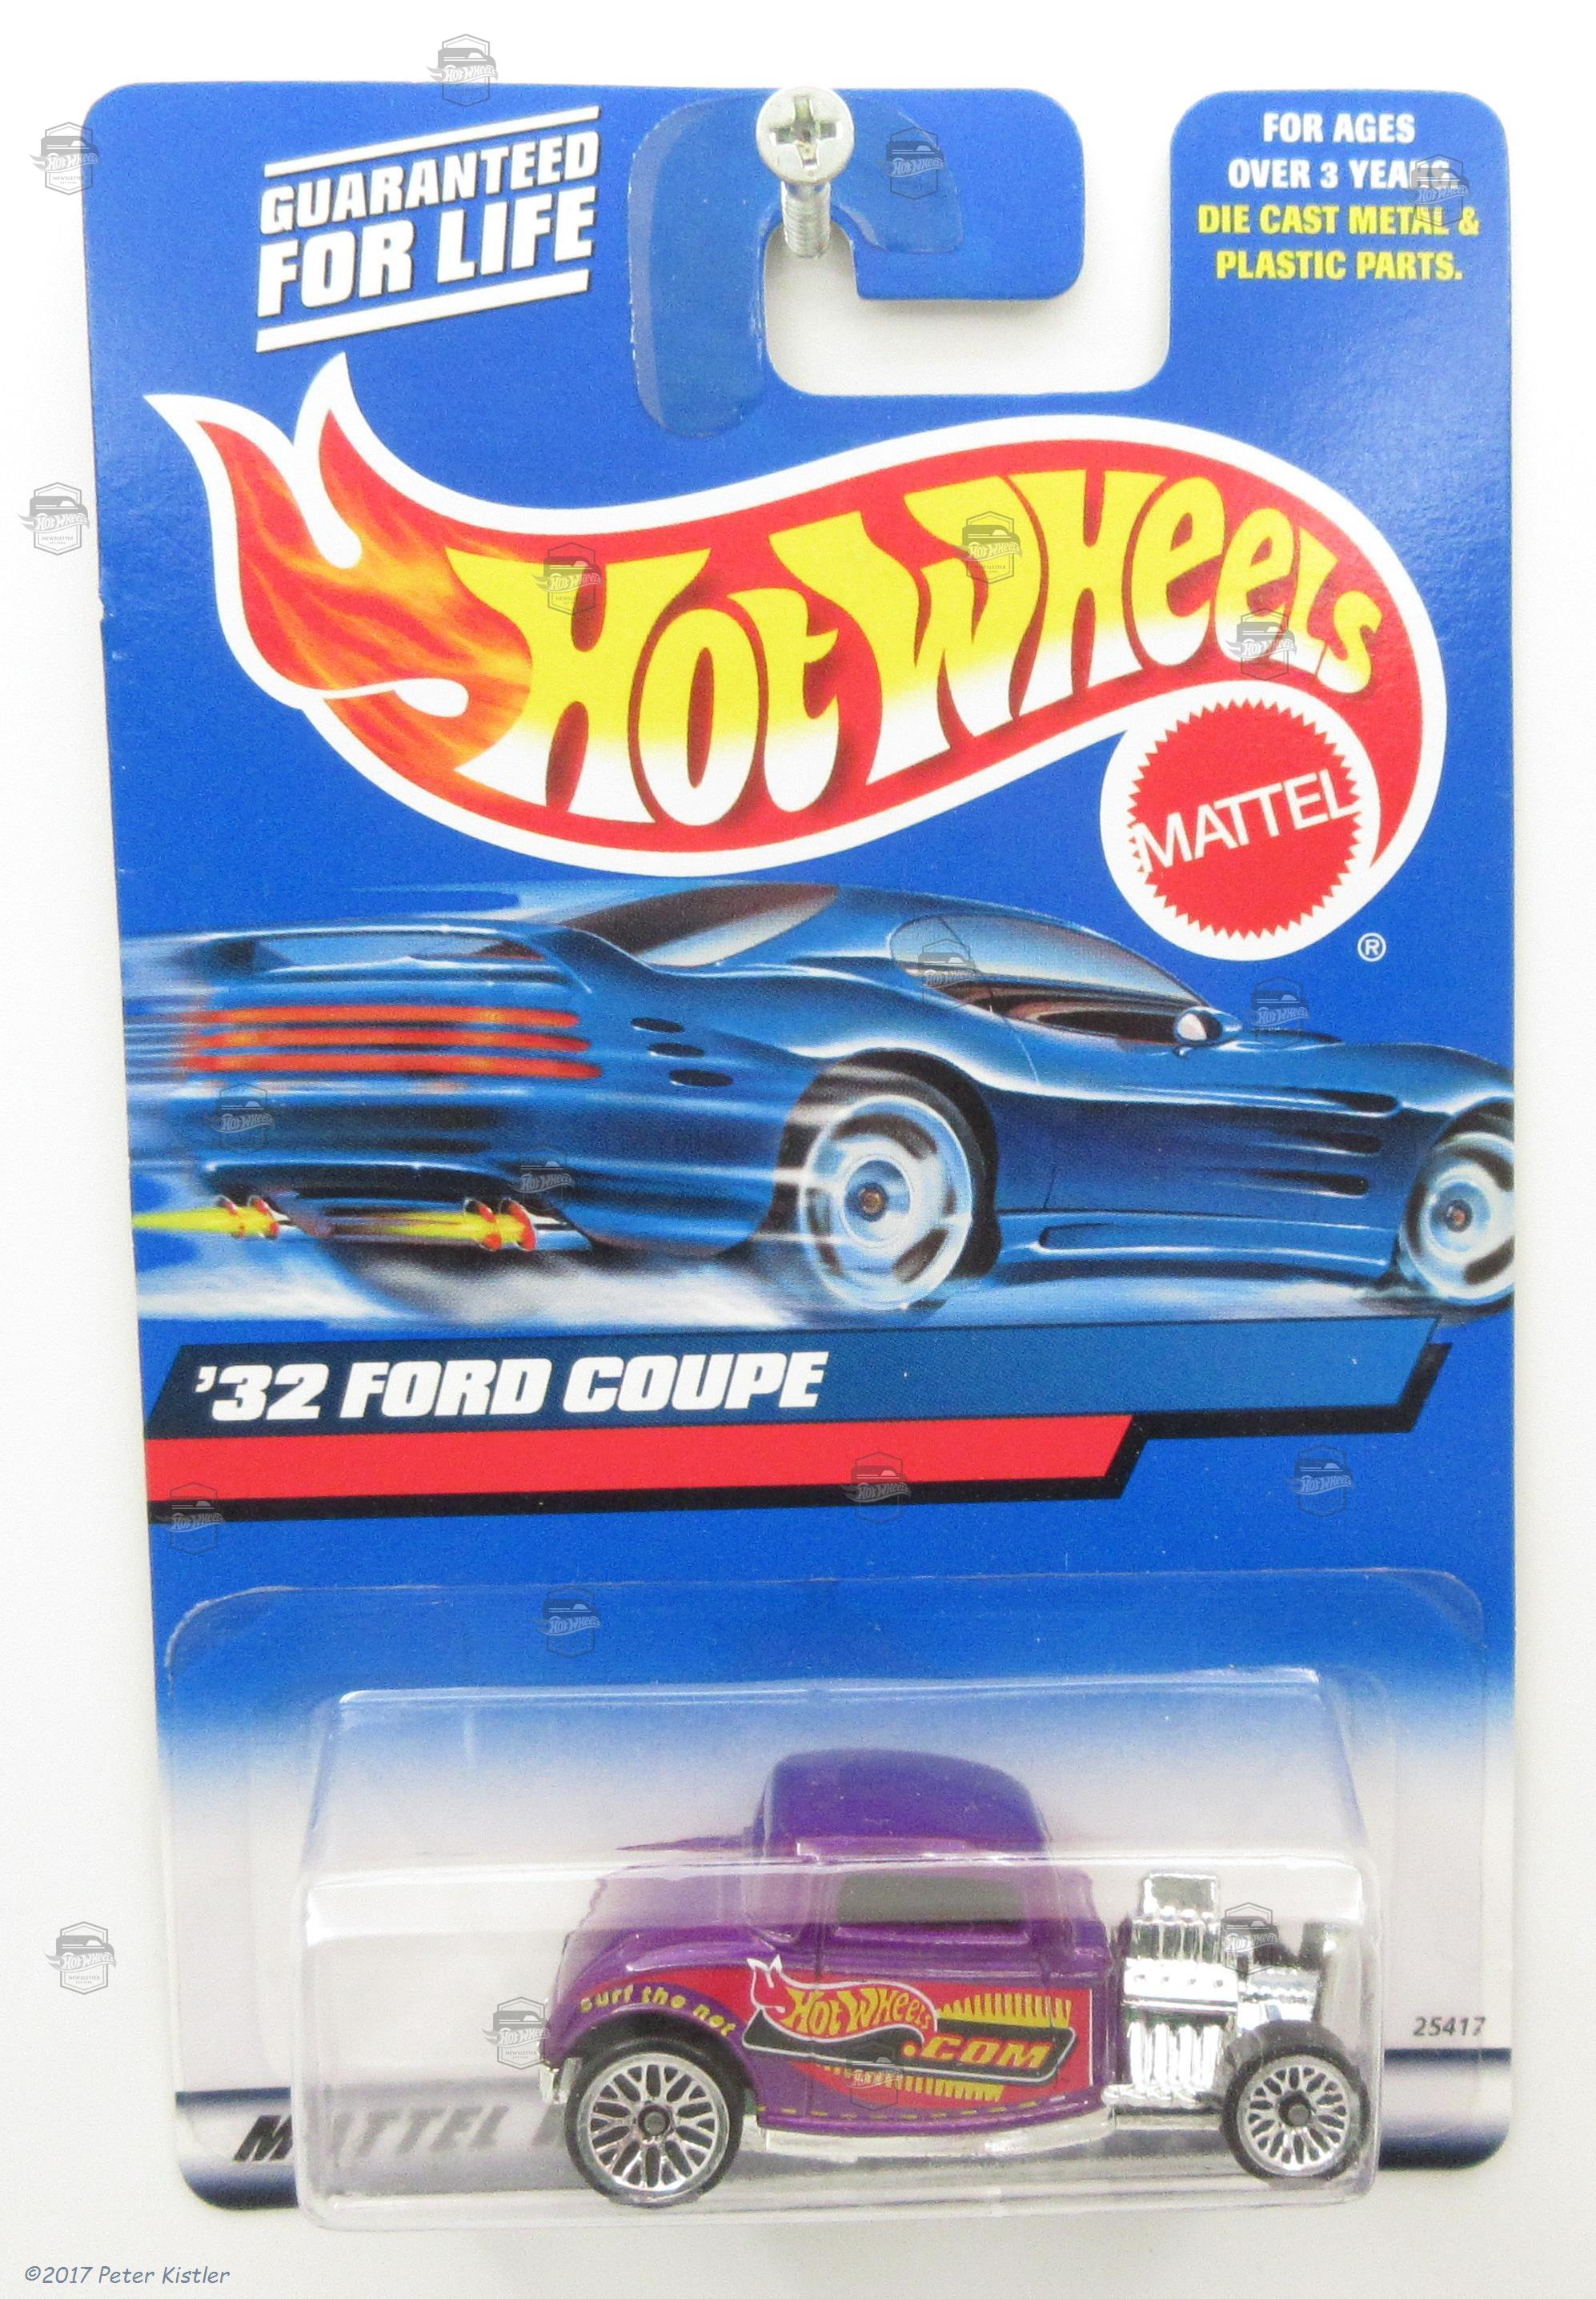 GUARANTEED
FOR LIFE
FOR AGES
OVER 3 YEARS.
DIE CAST METAL &
PLASTIC PARTS.
HOT WHEELS
MATTEL
®
'32 FORD COUPE
surf the net
HOT WHEELS
.COM
25417
MATTEL
©2017 Peter Kistler